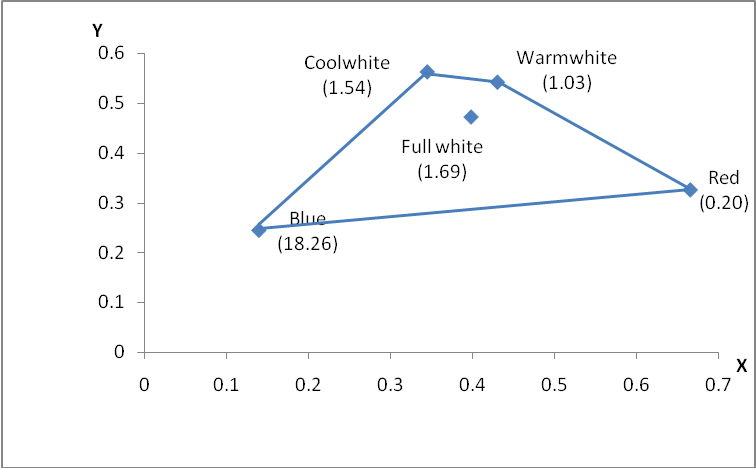 Y
0.6
Coolwhite
(1.54)
Warmwhite
(1.03)
0.5
Full white
(1.69)
0.4
0.3
Red
(0.20)
Blue
(18.26)
0.2
0.1
0
X
0 0.1 0.2 0.3 0.4 0.5 0.6 0.7